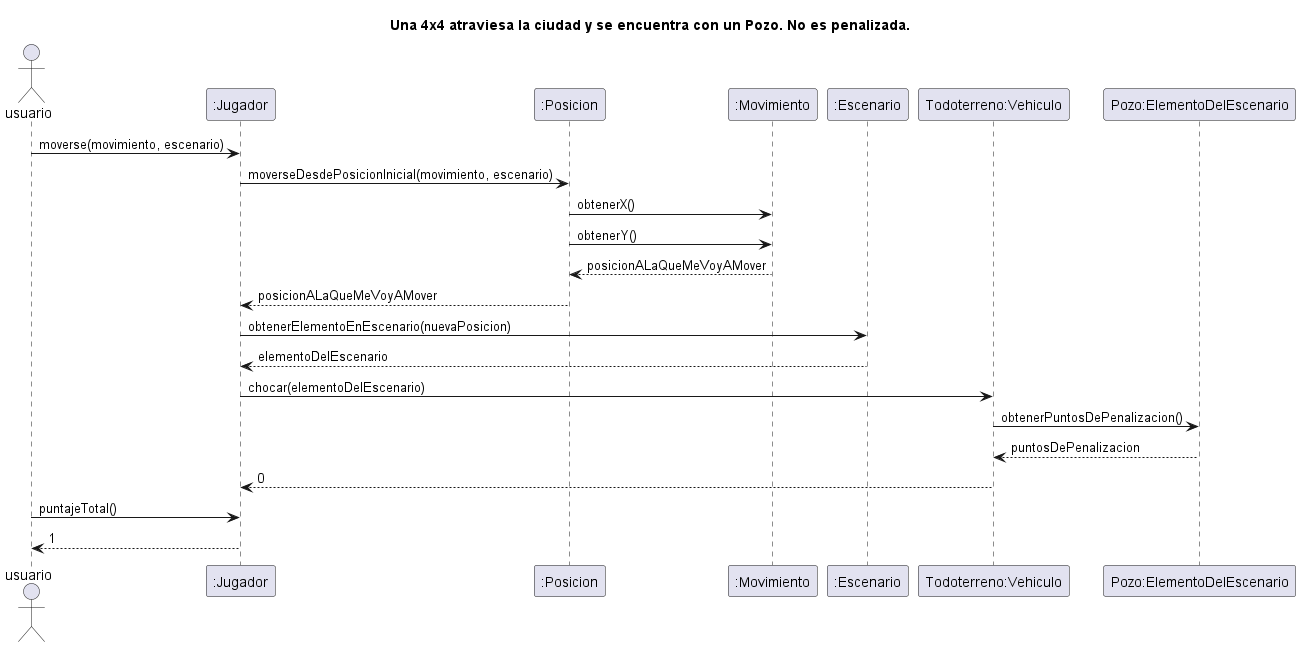 Una 4x4 atraviesa la ciudad y se encuentra con un Pozo. No es penalizada.
usuario
:Jugador
:Posicion
:Movimiento
:Escenario
Todoterreno:Vehiculo
Pozo:ElementoDelEscenario
moverse(movimiento, escenario)
moverseDesdePosicionInicial(movimiento, escenario)
obtenerX()
obtenerY()
posicionALaQueMeVoyAMover
posicionALaQueMeVoyAMover
obtenerElementoEnEscenario(nuevaPosicion)
elementoDelEscenario
chocar(elementoDelEscenario)
obtenerPuntosDePenalizacion()
puntosDePenalizacion
0
puntajeTotal()
1
usuario
:Jugador
:Posicion
:Movimiento
:Escenario
Todoterreno:Vehiculo
Pozo:ElementoDelEscenario